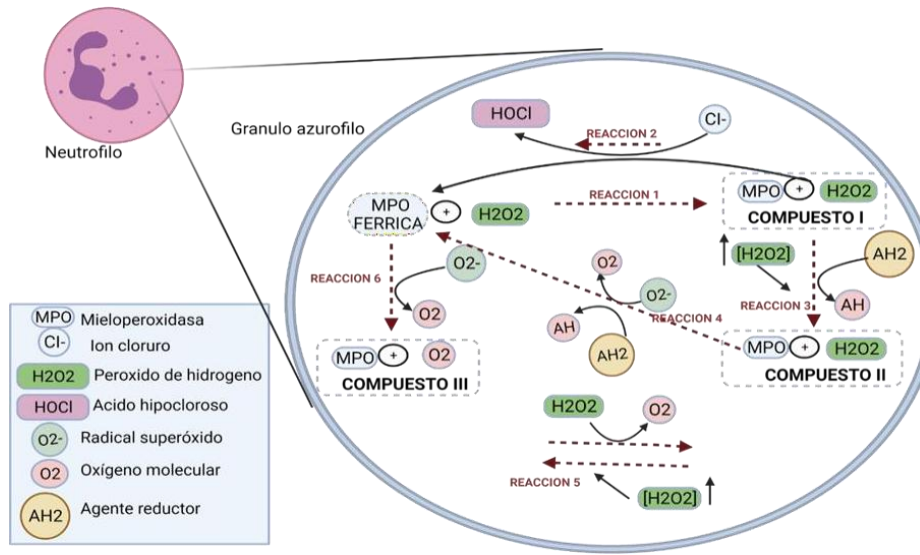 Neutrofilo
Granulo azurofilo
HOCl
REACCION 2
Cl-
MPO
FERRICA
+
H2O2
REACCION 1
MPO + H2O2
COMPUESTO I
[H2O2]
AH2
REACCION 3
AH
MPO + H2O2
COMPUESTO II
REACCION 6
O2-
O2
MPO + O2
COMPUESTO III
O2
O2-
REACCION 4
AH
AH2
H2O2
O2
REACCION 5
[H2O2]
MPO Mieloperoxidasa
Cl- Ion cloruro
H2O2 Peroxido de hidrogeno
HOCl Acido hipocloroso
O2- Radical superóxido
O2 Oxígeno molecular
AH2 Agente reductor